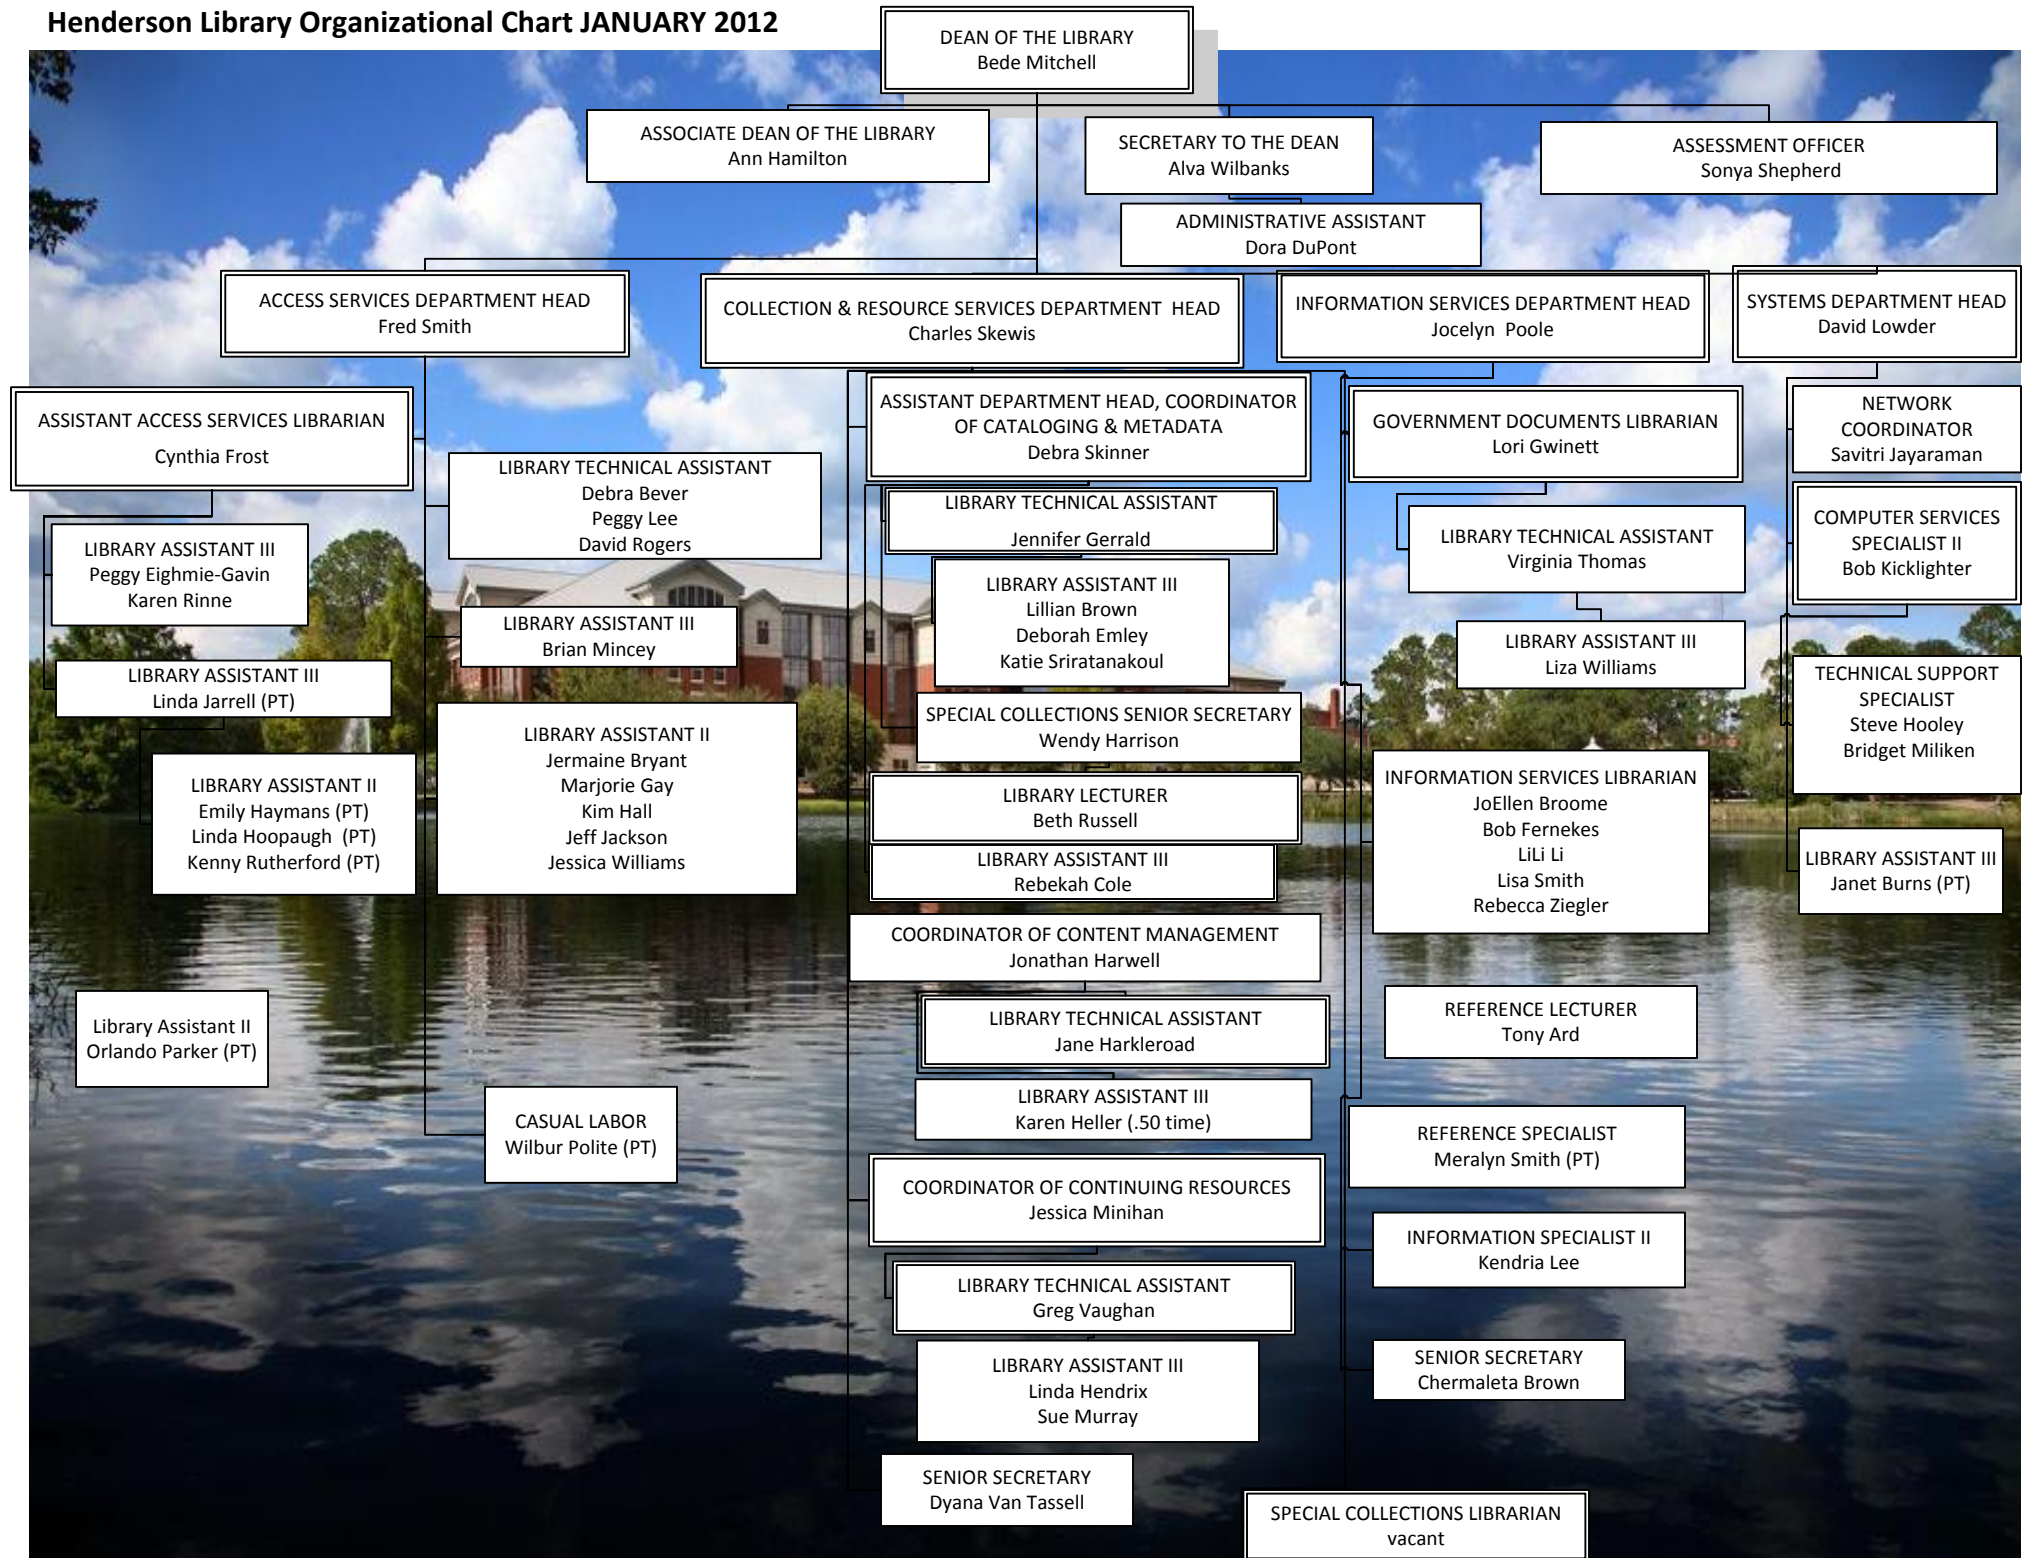 Henderson Library Organizational Chart JANUARY 2012
DEAN OF THE LIBRARY
Bede Mitchell
ASSOCIATE DEAN OF THE LIBRARY
Ann Hamilton
SECRETARY TO THE DEAN
Alva Wilbanks
ASSESSMENT OFFICER
Sonya Shepherd
ADMINISTRATIVE ASSISTANT
Dora DuPont
ACCESS SERVICES DEPARTMENT HEAD
Fred Smith
COLLECTION & RESOURCE SERVICES DEPARTMENT HEAD
Charles Skewis
INFORMATION SERVICES DEPARTMENT HEAD
Jocelyn Poole
SYSTEMS DEPARTMENT HEAD
David Lowder
ASSISTANT ACCESS SERVICES LIBRARIAN
Cynthia Frost
LIBRARY ASSISTANT III
Peggy Eighmie-Gavin
Karen Rinne
LIBRARY ASSISTANT III
Linda Jarrell (PT)
LIBRARY ASSISTANT II
Emily Haymans (PT)
Linda Hoopaugh (PT)
Kenny Rutherford (PT)
Library Assistant II
Orlando Parker (PT)
LIBRARY TECHNICAL ASSISTANT
Debra Bever
Peggy Lee
David Rogers
LIBRARY ASSISTANT III
Brian Mincey
LIBRARY ASSISTANT II
Jermaine Bryant
Marjorie Gay
Kim Hall
Jeff Jackson
Jessica Williams
CASUAL LABOR
Wilbur Polite (PT)
ASSISTANT DEPARTMENT HEAD, COORDINATOR
OF CATALOGING & METADATA
Debra Skinner
LIBRARY TECHNICAL ASSISTANT
Jennifer Gerrald
LIBRARY ASSISTANT III
Lillian Brown
Deborah Emley
Katie Sriratanakoul
SPECIAL COLLECTIONS SENIOR SECRETARY
Wendy Harrison
LIBRARY LECTURER
Beth Russell
LIBRARY ASSISTANT III
Rebekah Cole
COORDINATOR OF CONTENT MANAGEMENT
Jonathan Harwell
LIBRARY TECHNICAL ASSISTANT
Jane Harkleroad
LIBRARY ASSISTANT III
Karen Heller (.50 time)
COORDINATOR OF CONTINUING RESOURCES
Jessica Minihan
LIBRARY TECHNICAL ASSISTANT
Greg Vaughan
LIBRARY ASSISTANT III
Linda Hendrix
Sue Murray
SENIOR SECRETARY
Dyana Van Tassell
GOVERNMENT DOCUMENTS LIBRARIAN
Lori Gwinett
LIBRARY TECHNICAL ASSISTANT
Virginia Thomas
LIBRARY ASSISTANT III
Liza Williams
INFORMATION SERVICES LIBRARIAN
JoEllen Broome
Bob Fernekes
LiLi Li
Lisa Smith
Rebecca Ziegler
REFERENCE LECTURER
Tony Ard
REFERENCE SPECIALIST
Meralyn Smith (PT)
INFORMATION SPECIALIST II
Kendria Lee
SENIOR SECRETARY
Chermaleta Brown
SPECIAL COLLECTIONS LIBRARIAN
vacant
NETWORK
COORDINATOR
Savitri Jayaraman
COMPUTER SERVICES
SPECIALIST II
Bob Kicklighter
TECHNICAL SUPPORT
SPECIALIST
Steve Hooley
Bridget Miliken
LIBRARY ASSISTANT III
Janet Burns (PT)